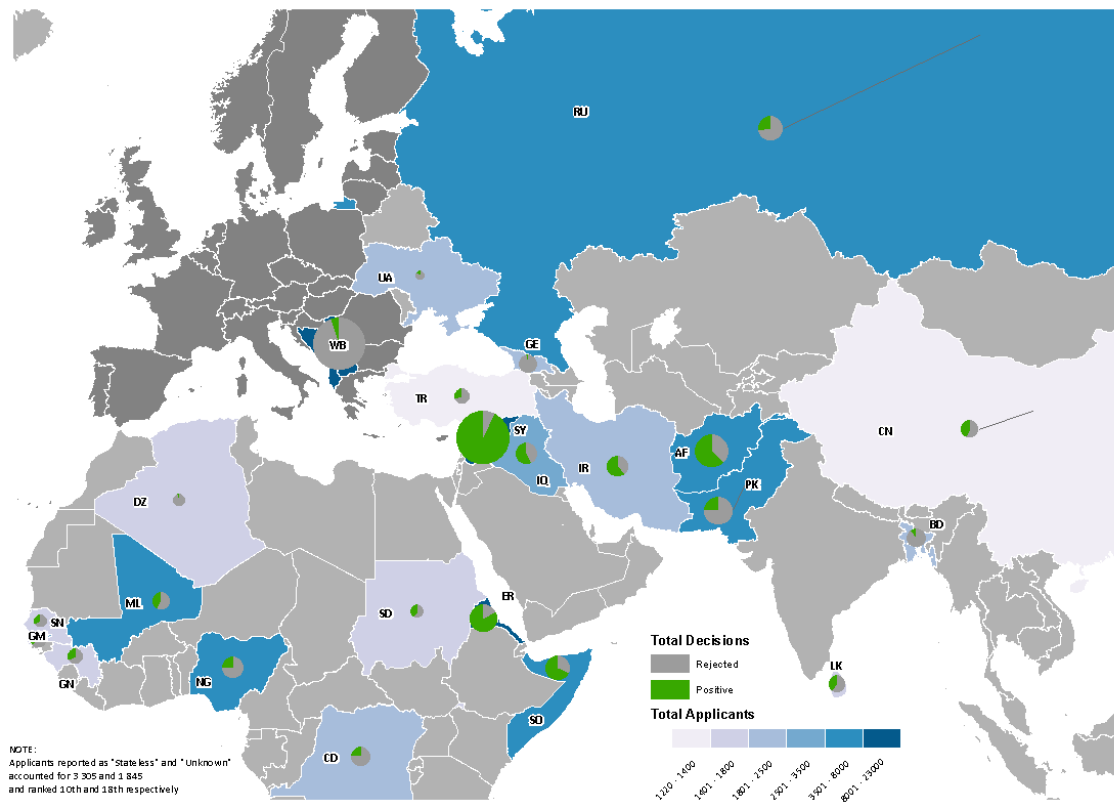 RU
UA
WB
GE
TR
SY
AF
CN
IQ
IR
PK
DZ
BD
ML
ER
SN
SD
GM
GN
NG
SO
LK
CD
Total Decisions
Rejected
Positive
Total Applicants
1220 - 1400
1401 - 1800
1801 - 2500
2501 - 3500
3501 - 8000
8001 - 23000
NOTE:
Applicants reported as "Stateless" and "Unknown"
accounted for 3 305 and 1 845
and ranked 10th and 18th respectively